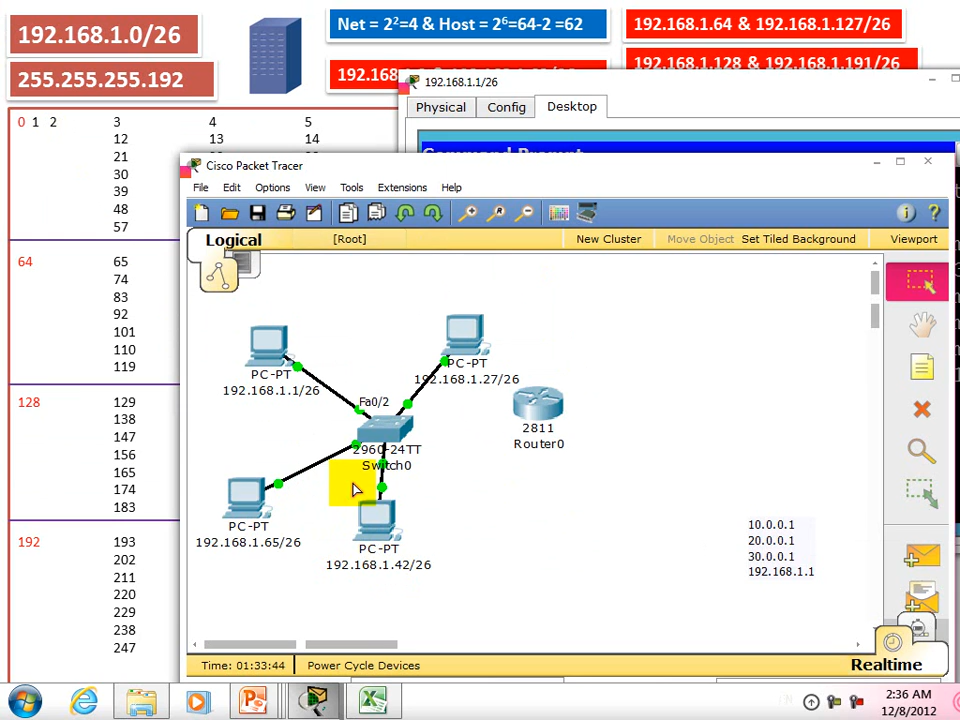 192.168.1.0/26
255.255.255.192
Net = 2²=4 & Host = 2⁶=64-2 =62
192.168.1.64 & 192.168.1.127/26
192.168.1.128 & 192.168.1.191/26
192.168.1.1/26
Physical Config Desktop
Command Prompt
0 1 2 3 4 5
12 13 14
21
30
39
48
57
64 65
74
83
92
101
110
119
128 129
138
147
156
165
174
183
192 193
202
211
220
229
238
247
Cisco Packet Tracer
File Edit Options View Tools Extensions Help
Logical [Root] New Cluster Move Object Set Tiled Background Viewport
PC-PT
192.168.1.1/26
PC-PT
192.168.1.27/26
Fa0/2
2960-24TT
Switch0
2811
Router0
PC-PT
192.168.1.65/26
PC-PT
192.168.1.42/26
10.0.0.1
20.0.0.1
30.0.0.1
192.168.1.1
Time: 01:33:44 Power Cycle Devices
Realtime
2:36 AM
12/8/2012